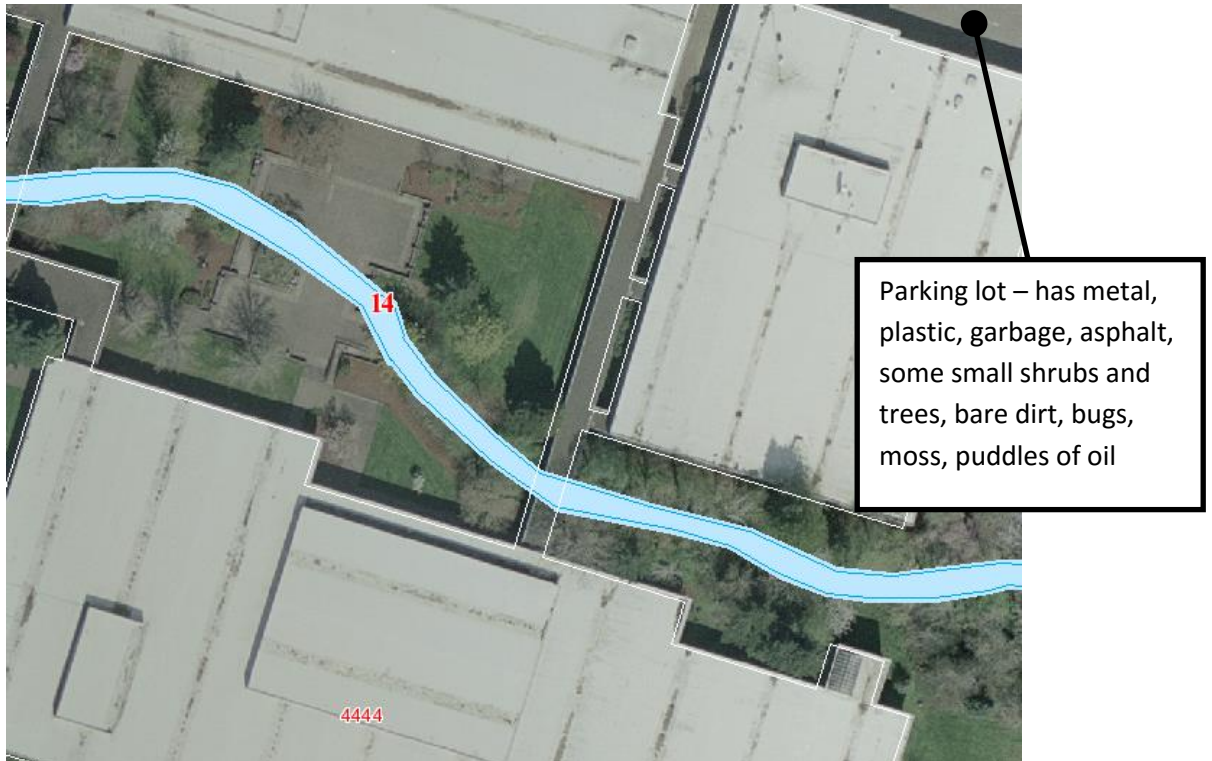 14
Parking lot – has metal,
plastic, garbage, asphalt,
some small shrubs and
trees, bare dirt, bugs,
moss, puddles of oil
4444